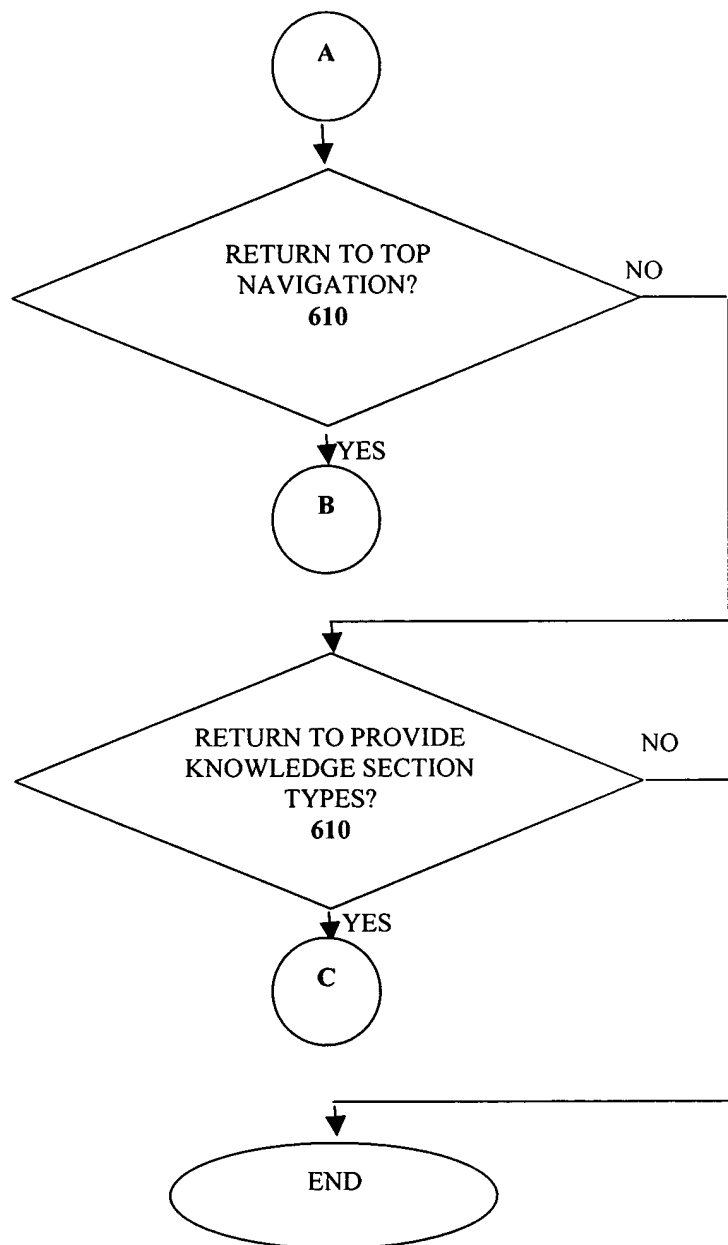 A
RETURN TO TOP
NAVIGATION?
610
NO
YES
B
RETURN TO PROVIDE
KNOWLEDGE SECTION
TYPES?
610
NO
YES
C
END